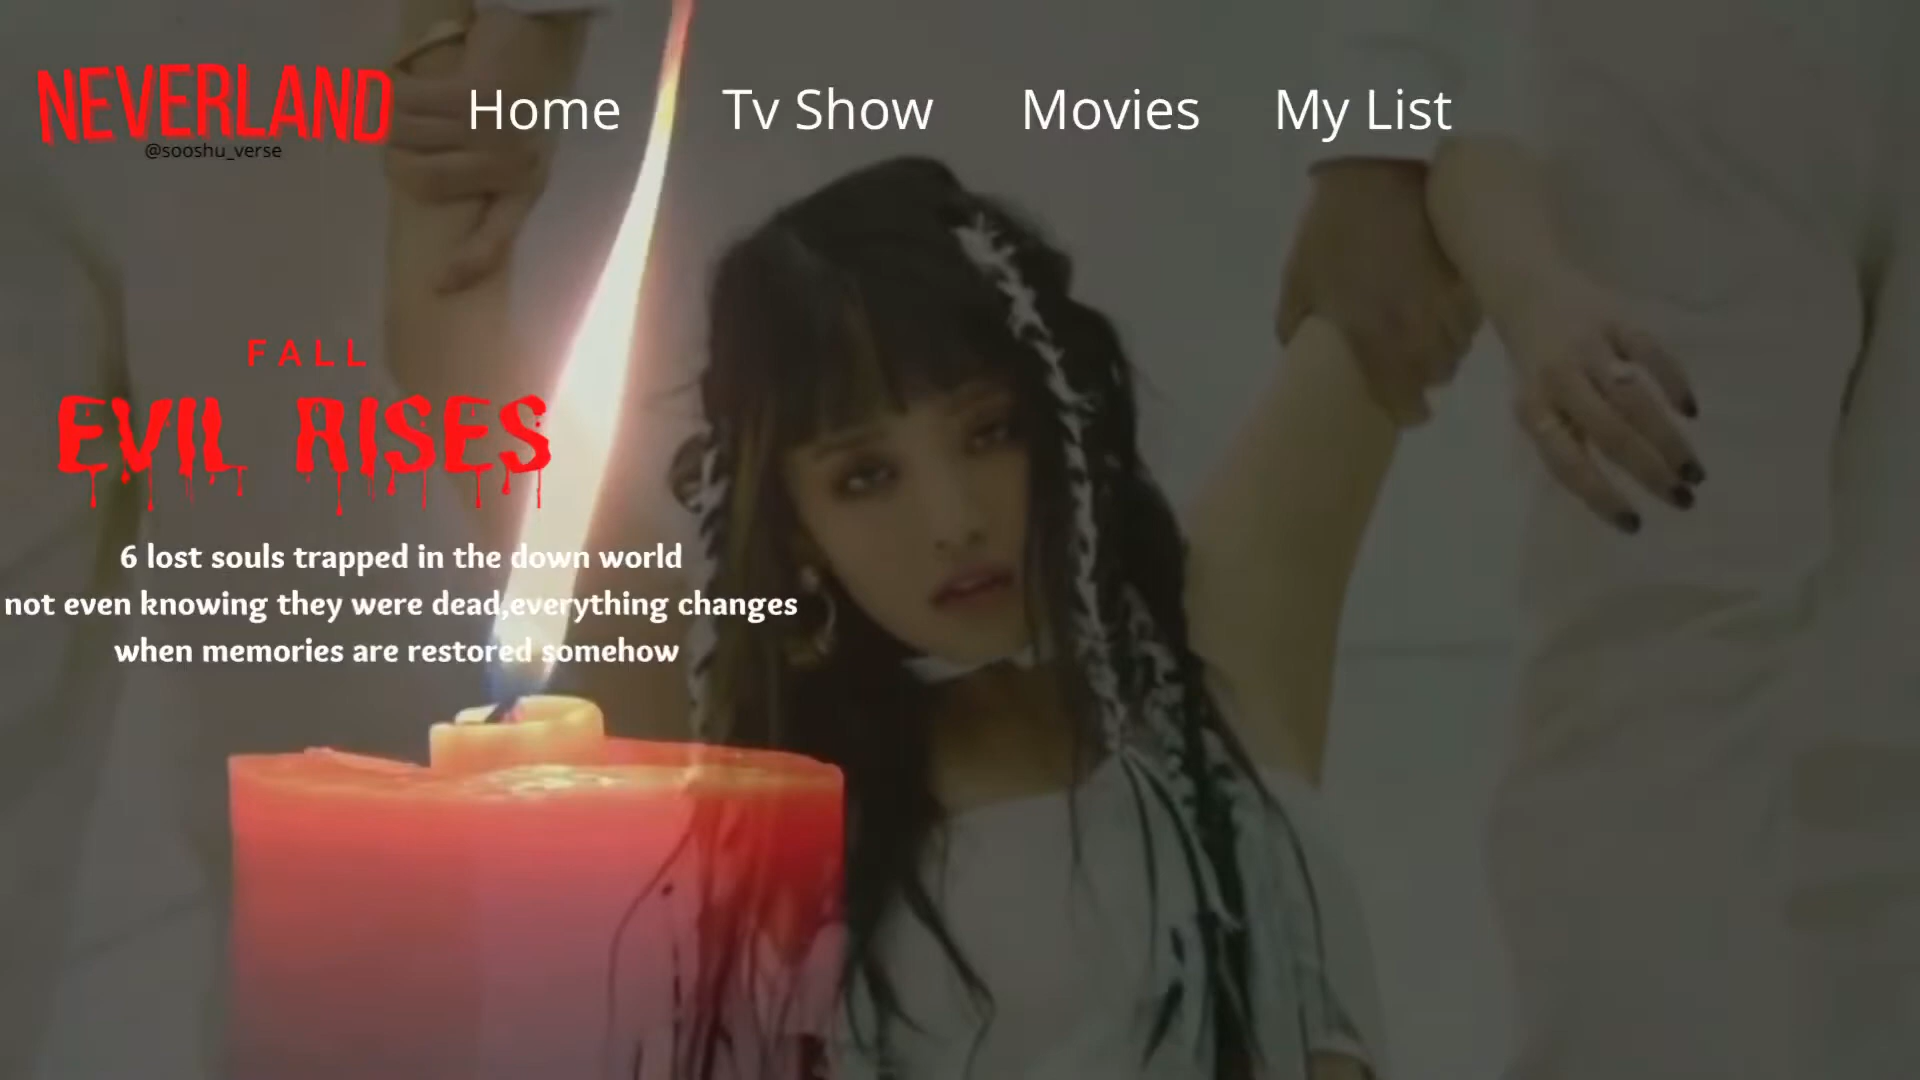 NEVERLAND
@sooshu_verse
Home
Tv Show
Movies
My List
FALL
EVIL RISES
6 lost souls trapped in the down world
not even knowing they were dead,everything changes
when memories are restored somehow